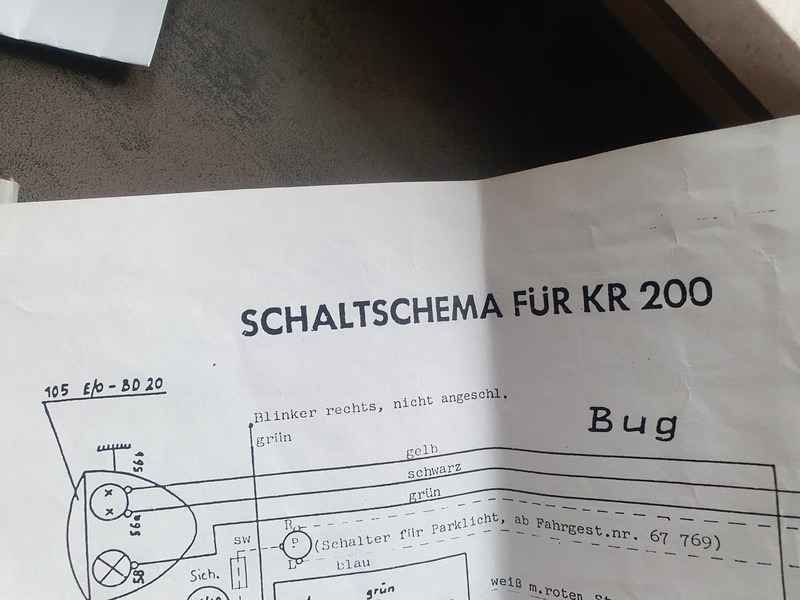 SCHALTSCHEMA FÜR KR 200
105 E/0 - BD 20
Blinker rechts, nicht angeschl.
grün
Bug
56b
gelb
schwarz
grün
56a
R
P
L
(Schalter für Parklicht, ab Fahrgest.nr. 67 769)
sw
58
Sich.
blau
grün
weiß m.roten